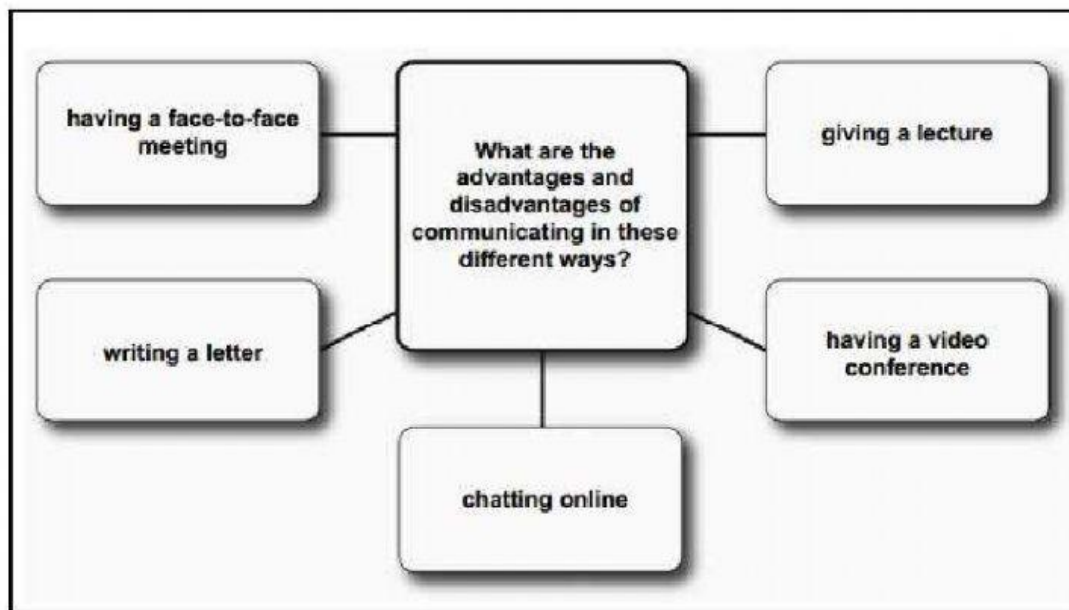 having a face-to-face
meeting
What are the
advantages and
disadvantages of
communicating in these
different ways?
giving a lecture
writing a letter
having a video
conference
chatting online